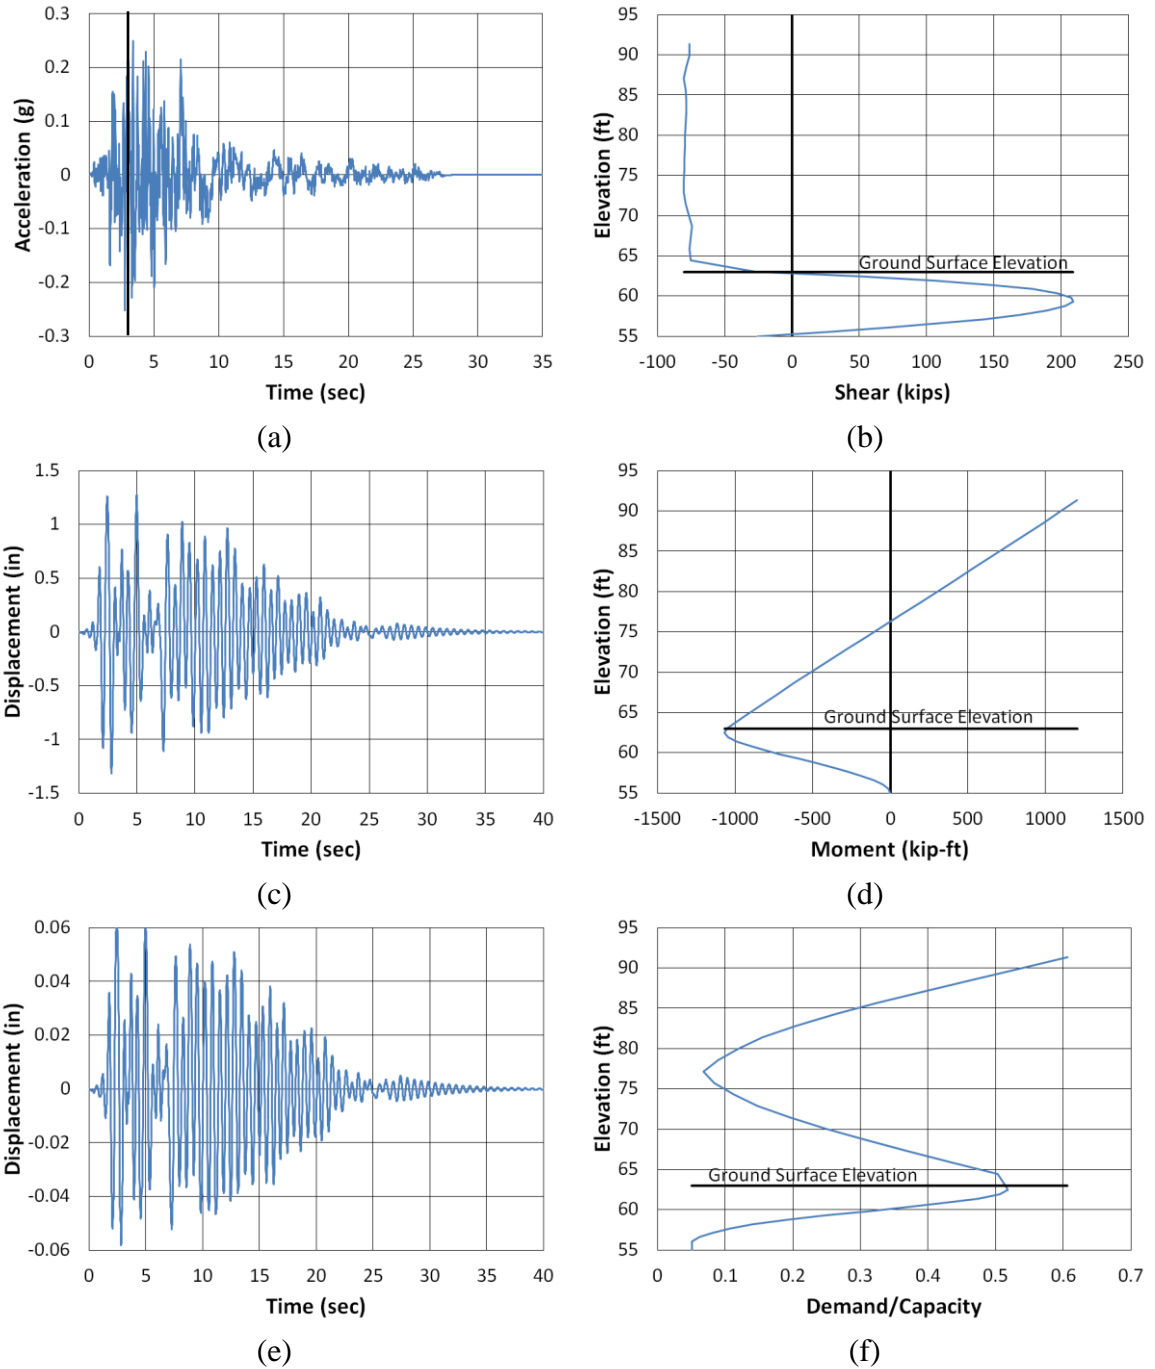 0.3
0.2
0.1
0
-0.1
-0.2
-0.3
Acceleration (g)
0 5 10 15 20 25 30 35
Time (sec)
(a)
95
90
85
80
75
70
65
60
55
Elevation (ft)
Ground Surface Elevation
-100 -50 0 50 100 150 200 250
Shear (kips)
(b)
1.5
1
0.5
0
-0.5
-1
-1.5
Displacement (in)
0 5 10 15 20 25 30 35 40
Time (sec)
(c)
95
90
85
80
75
70
65
60
55
Elevation (ft)
Ground Surface Elevation
-1500 -1000 -500 0 500 1000 1500
Moment (kip-ft)
(d)
0.06
0.04
0.02
0
-0.02
-0.04
-0.06
Displacement (in)
0 5 10 15 20 25 30 35 40
Time (sec)
(e)
95
90
85
80
75
70
65
60
55
Elevation (ft)
Ground Surface Elevation
0 0.1 0.2 0.3 0.4 0.5 0.6 0.7
Demand/Capacity
(f)